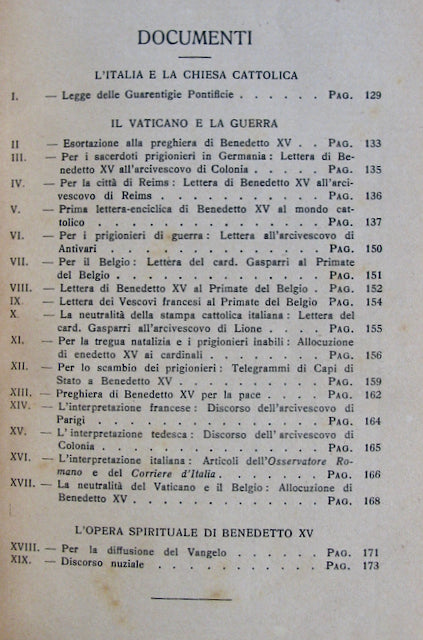 DOCUMENTI
L'ITALIA E LA CHIESA CATTOLICA
I. — Legge delle Guarentigie Pontificie . . . . . . PAG. 129
IL VATICANO E LA GUERRA
II — Esortazione alla preghiera di Benedetto XV . . PAG. 133
III. — Per i sacerdoti prigionieri in Germania : Lettera di Be-
nedetto XV all'arcivescovo di Colonia . . . . . PAG. 135
IV. — Per la città di Reims : Lettera di Benedetto XV all'arci-
vescovo di Reims . . . . . . . . . . PAG. 136
V. — Prima lettera-enciclica di Benedetto XV al mondo cat-
tolico . . . . . . . . . . . . . PAG. 137
VI. — Per i prigionieri di guerra : Lettera all'arcivescovo di
Antivari . . . . . . . . . . . . PAG. 150
VII. — Per il Belgio : Lettera del card. Gasparri al Primate
del Belgio . . . . . . . . . . . . PAG. 151
VIII. — Lettera di Benedetto XV al Primate del Belgio . PAG. 152
IX. — Lettera dei Vescovi francesi al Primate del Belgio PAG. 154
X. — La neutralità della stampa cattolica italiana : Lettera del
card. Gasparri all'arcivescovo di Lione . . . . PAG. 155
XI. — Per la tregua natalizia e i prigionieri inabili : Allocuzione
di enedetto XV ai cardinali . . . . . . . PAG. 156
XII. — Per lo scambio dei prigionieri : Telegrammi di Capi di
Stato a Benedetto XV . . . . . . . . . PAG. 159
XIII. — Preghiera di Benedetto XV per la pace . . . . PAG. 162
XIV. — L'interpretazione francese : Discorso dell'arcivescovo di
Parigi . . . . . . . . . . . . . PAG. 164
XV. — L'interpretazione tedesca : Discorso dell'arcivescovo di
Colonia . . . . . . . . . . . . . PAG. 165
XVI. — L'interpretazione italiana : Articoli dell'Osservatore Ro-
mano e del Corriere d'Italia . . . . . . . PAG. 166
XVII. — La neutralità del Vaticano e il Belgio : Allocuzione di
Benedetto XV . . . . . . . . . . . PAG. 168
L'OPERA SPIRITUALE DI BENEDETTO XV
XVIII. — Per la diffusione del Vangelo . . . . . . PAG. 171
XIX. — Discorso nuziale . . . . . . . . . . PAG. 173